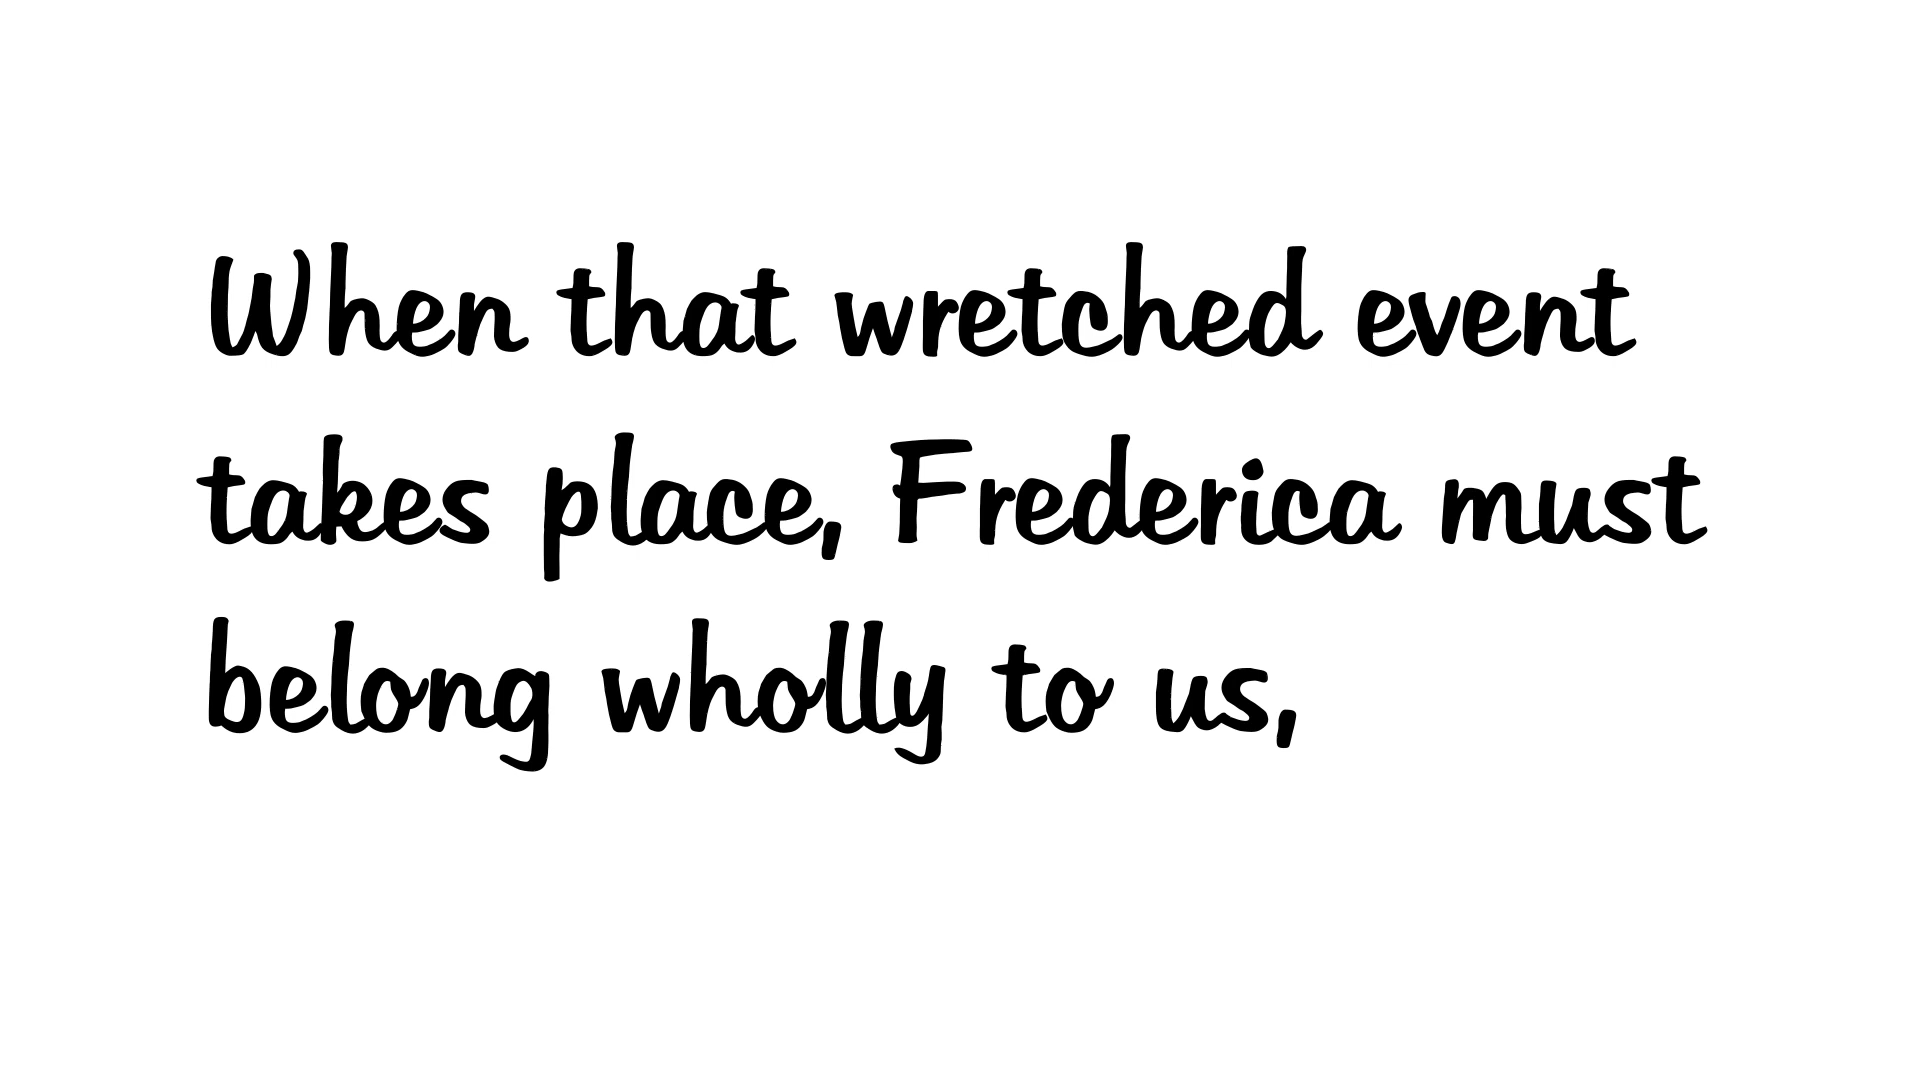 When that wretched event
takes place, Frederica must
belong wholly to us,